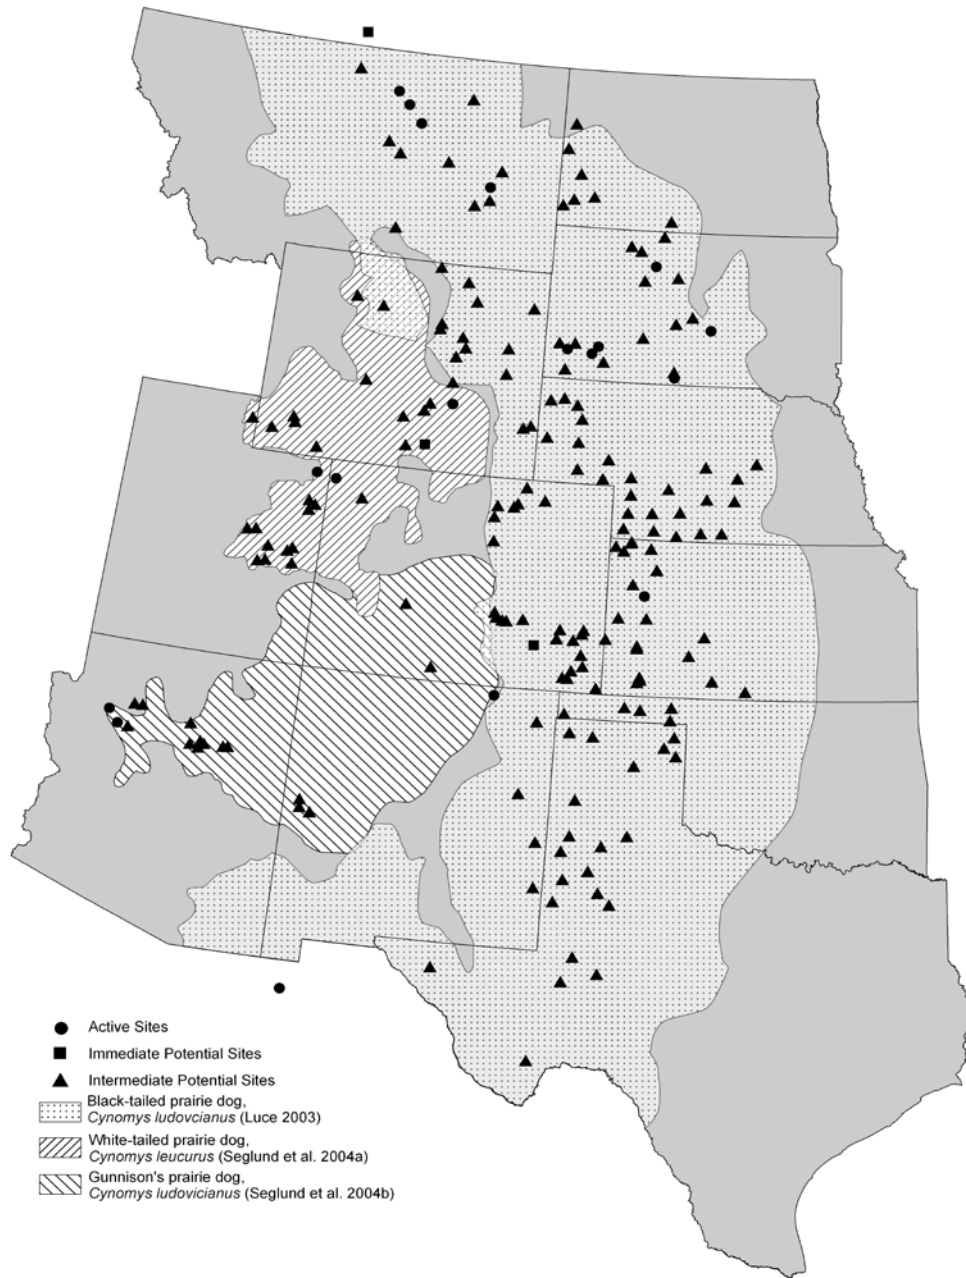 Active Sites
Immediate Potential Sites
Intermediate Potential Sites
Black-tailed prairie dog,
Cynomys ludovcianus (Luce 2003)
White-tailed prairie dog,
Cynomys leucurus (Seglund et al. 2004a)
Gunnison's prairie dog,
Cynomys ludovicianus (Seglund et al. 2004b)